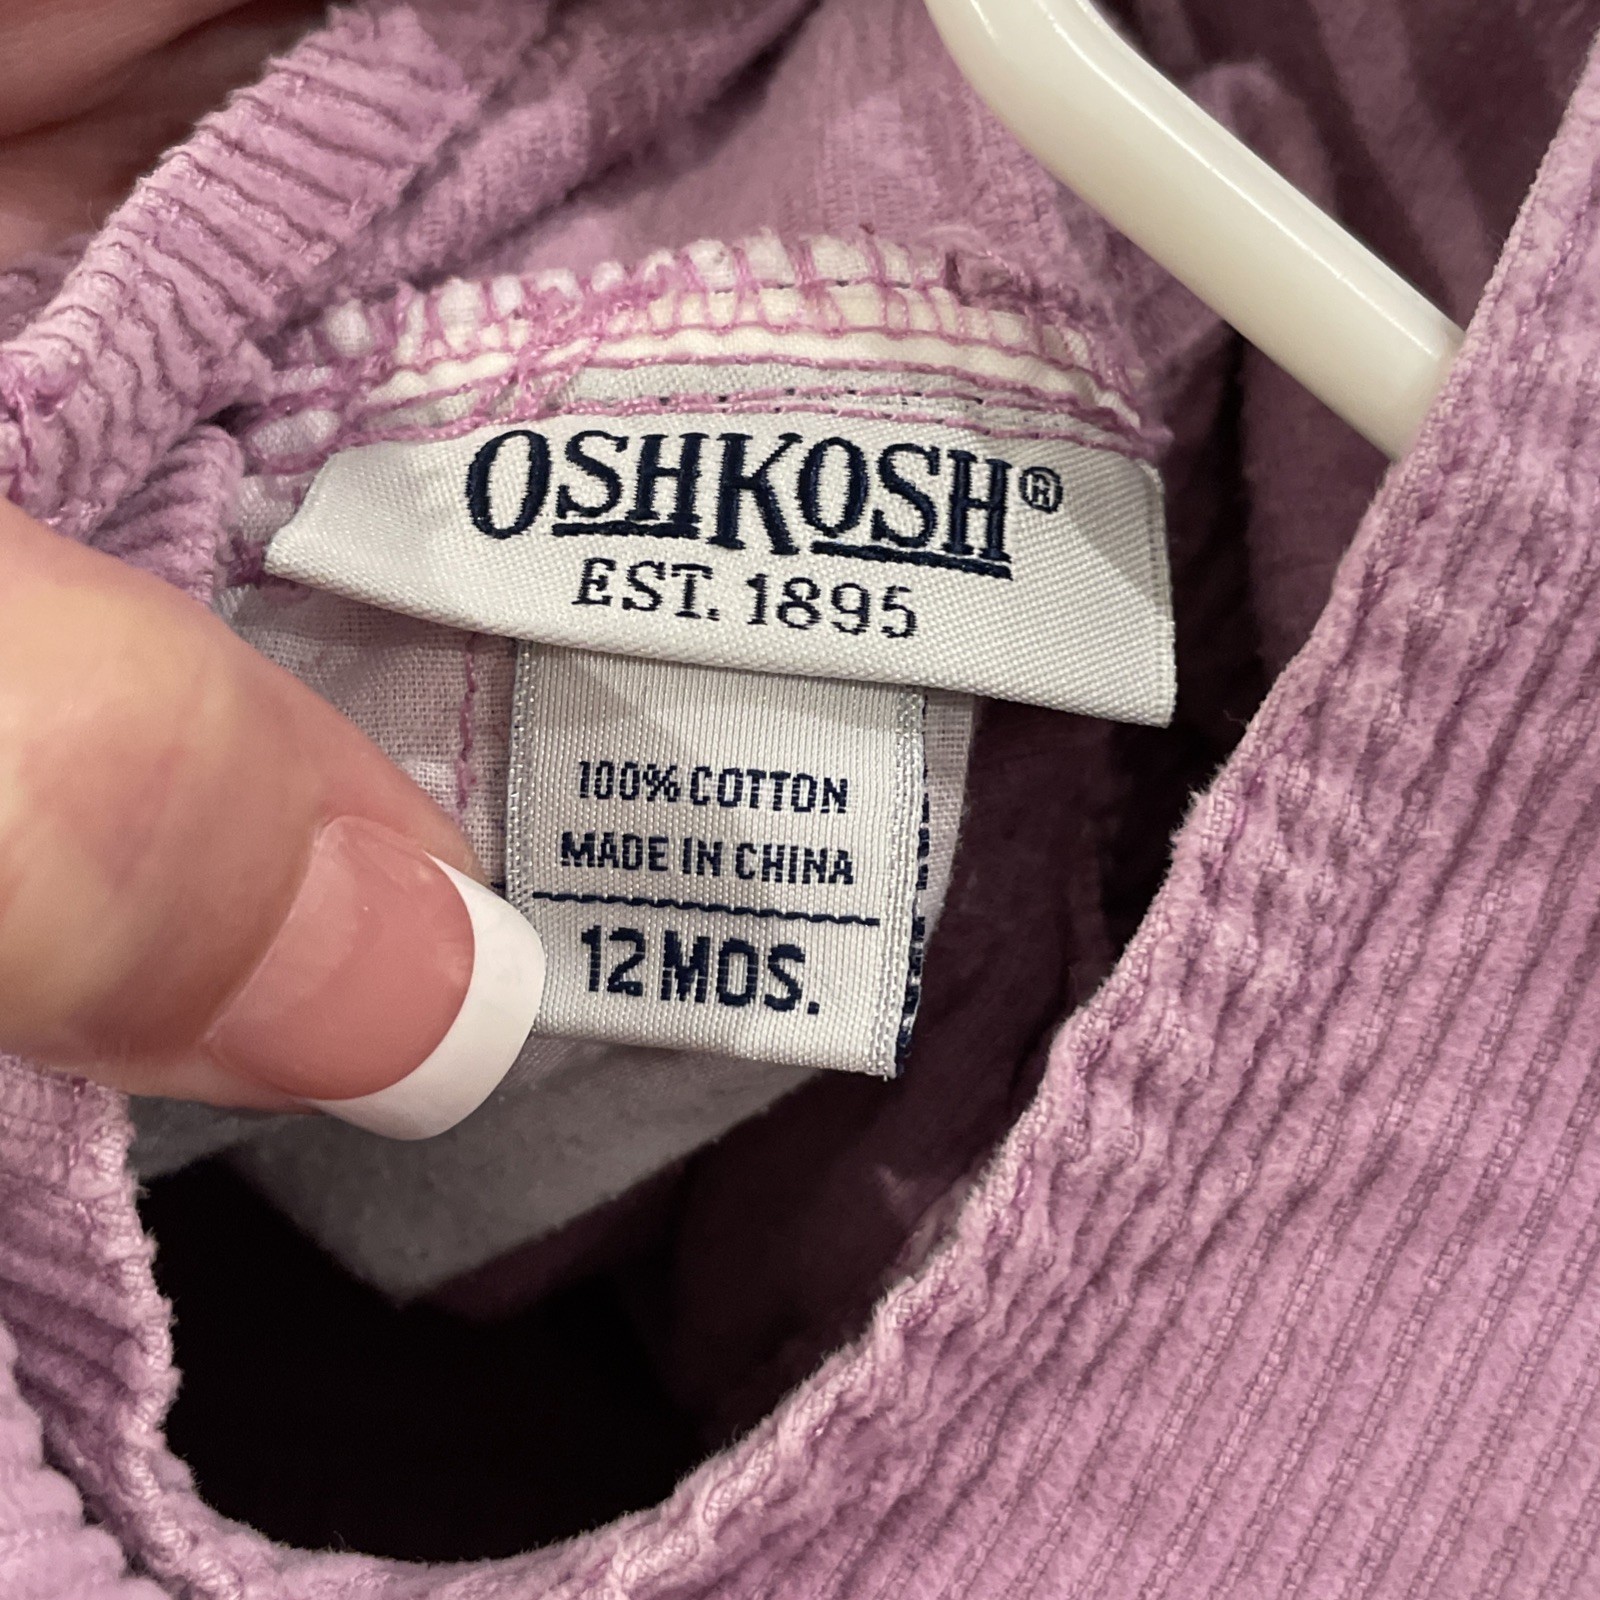 OSHKOSH®
EST. 1895
100% COTTON
MADE IN CHINA
12 MOS.